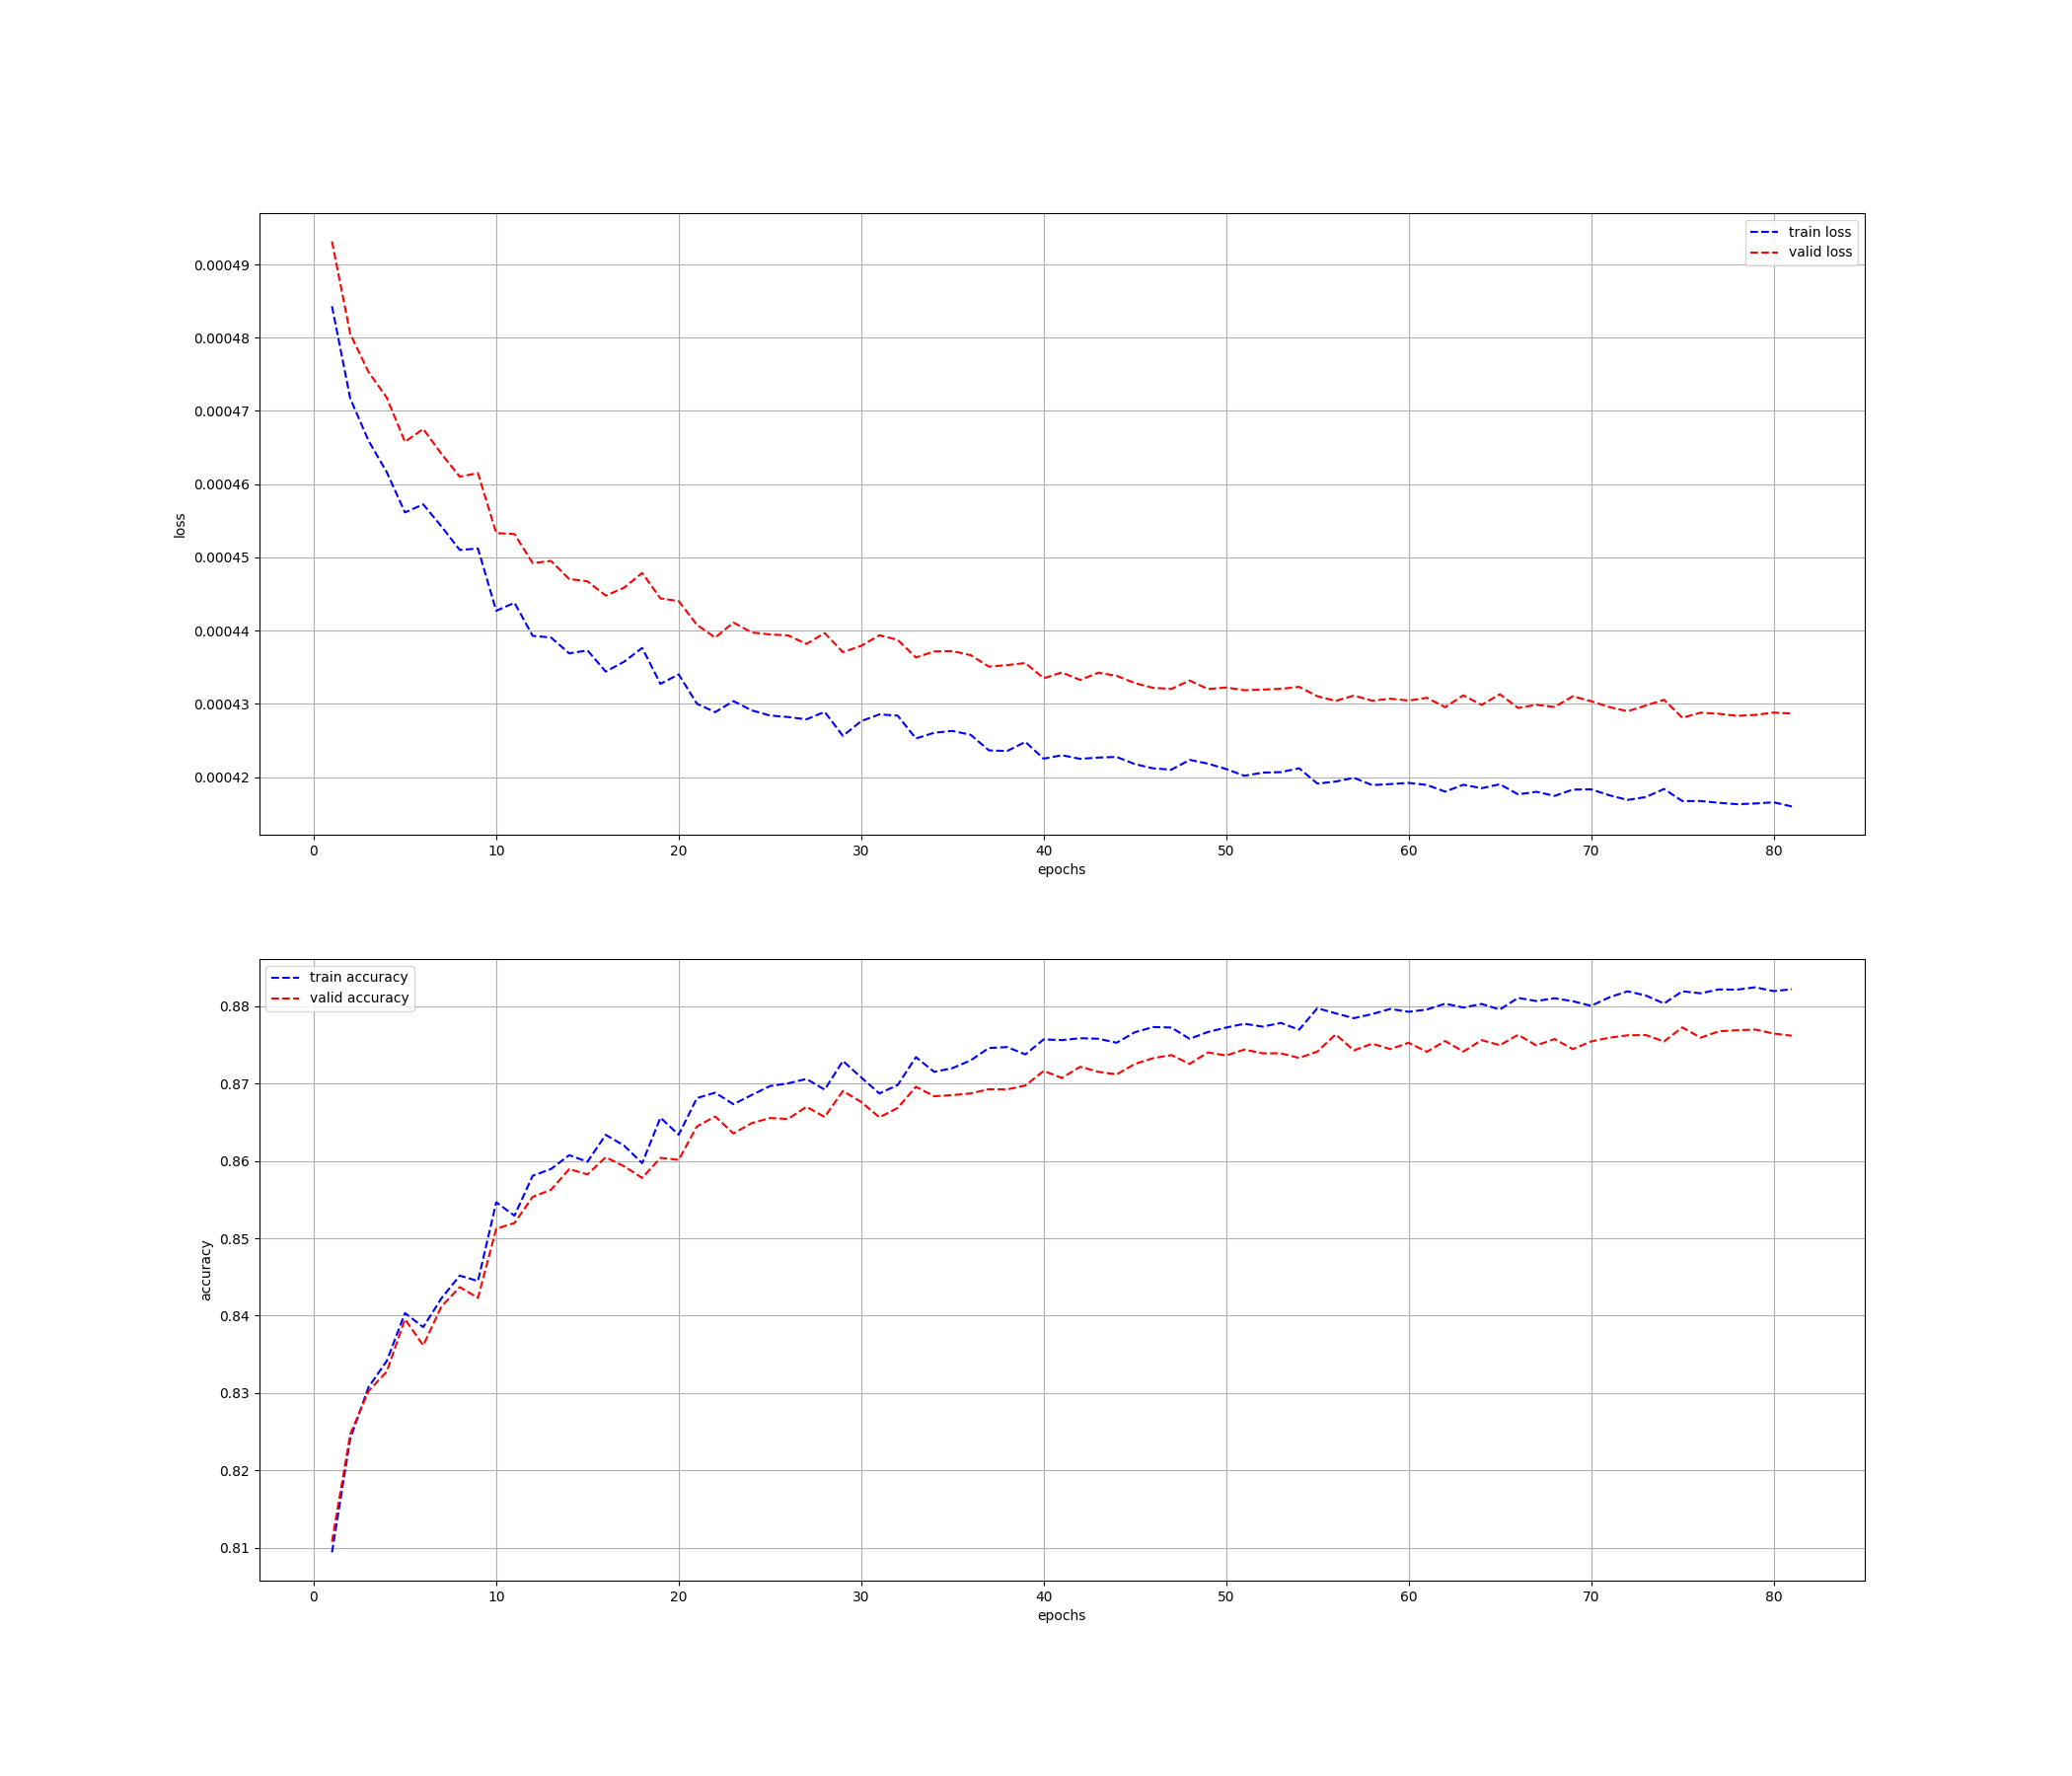 train loss
valid loss
0.00049
0.00048
0.00047
0.00046
0.00045
0.00044
0.00043
0.00042
loss
0 10 20 30 40 50 60 70 80
epochs
train accuracy
valid accuracy
0.88
0.87
0.86
0.85
0.84
0.83
0.82
0.81
accuracy
0 10 20 30 40 50 60 70 80
epochs